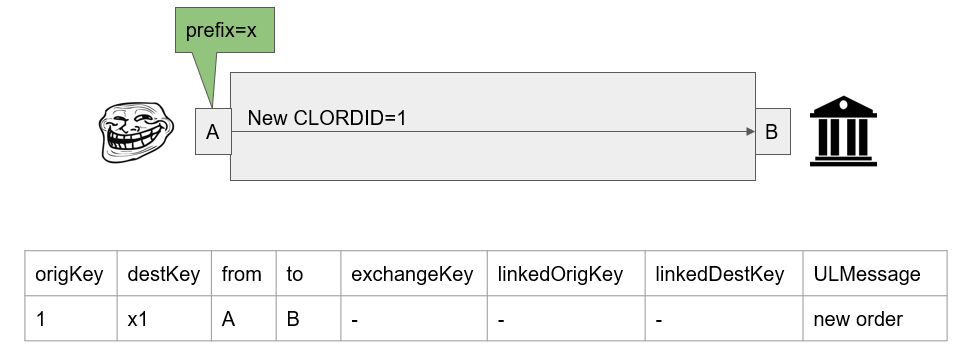 prefix=x
A
New CLORDID=1
B
origKey destKey from to exchangeKey linkedOrigKey linkedDestKey ULMessage
1 x1 A B - - - new order